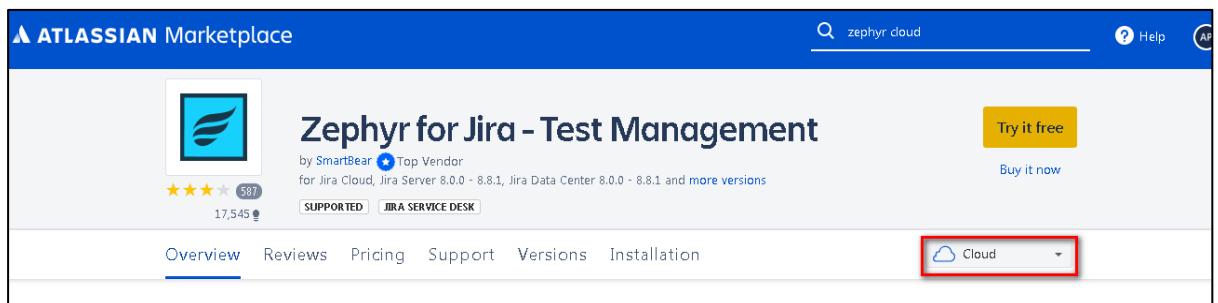 ATLASSIAN Marketplace
zephyr cloud
? Help
AP
Zephyr for Jira - Test Management
Try it free
by SmartBear Top Vendor
Buy it now
for Jira Cloud, Jira Server 8.0.0 - 8.8.1, Jira Data Center 8.0.0 - 8.8.1 and more versions
587
SUPPORTED JIRA SERVICE DESK
17,545
Overview Reviews Pricing Support Versions Installation
Cloud